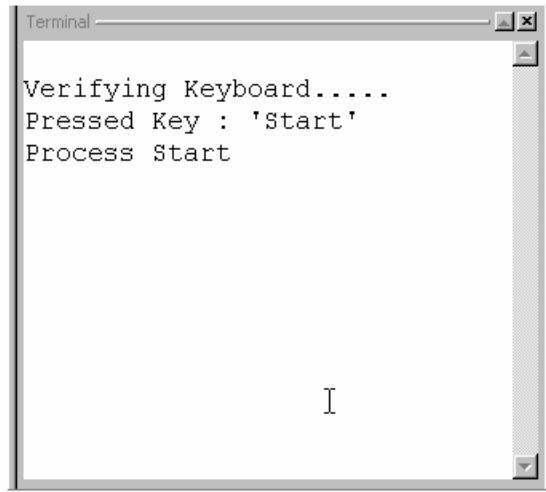 Terminal
Verifying Keyboard.....
Pressed Key : 'Start'
Process Start